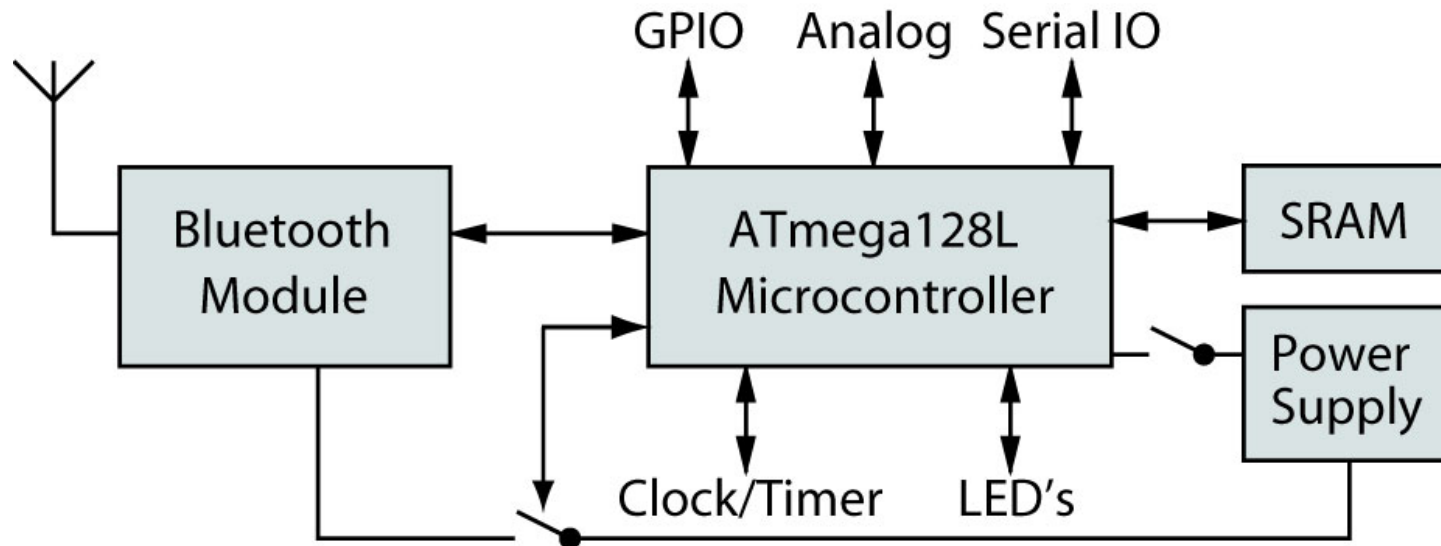 GPIO Analog Serial IO
Bluetooth
Module
ATmega128L
Microcontroller
SRAM
Power
Supply
Clock/Timer LED's